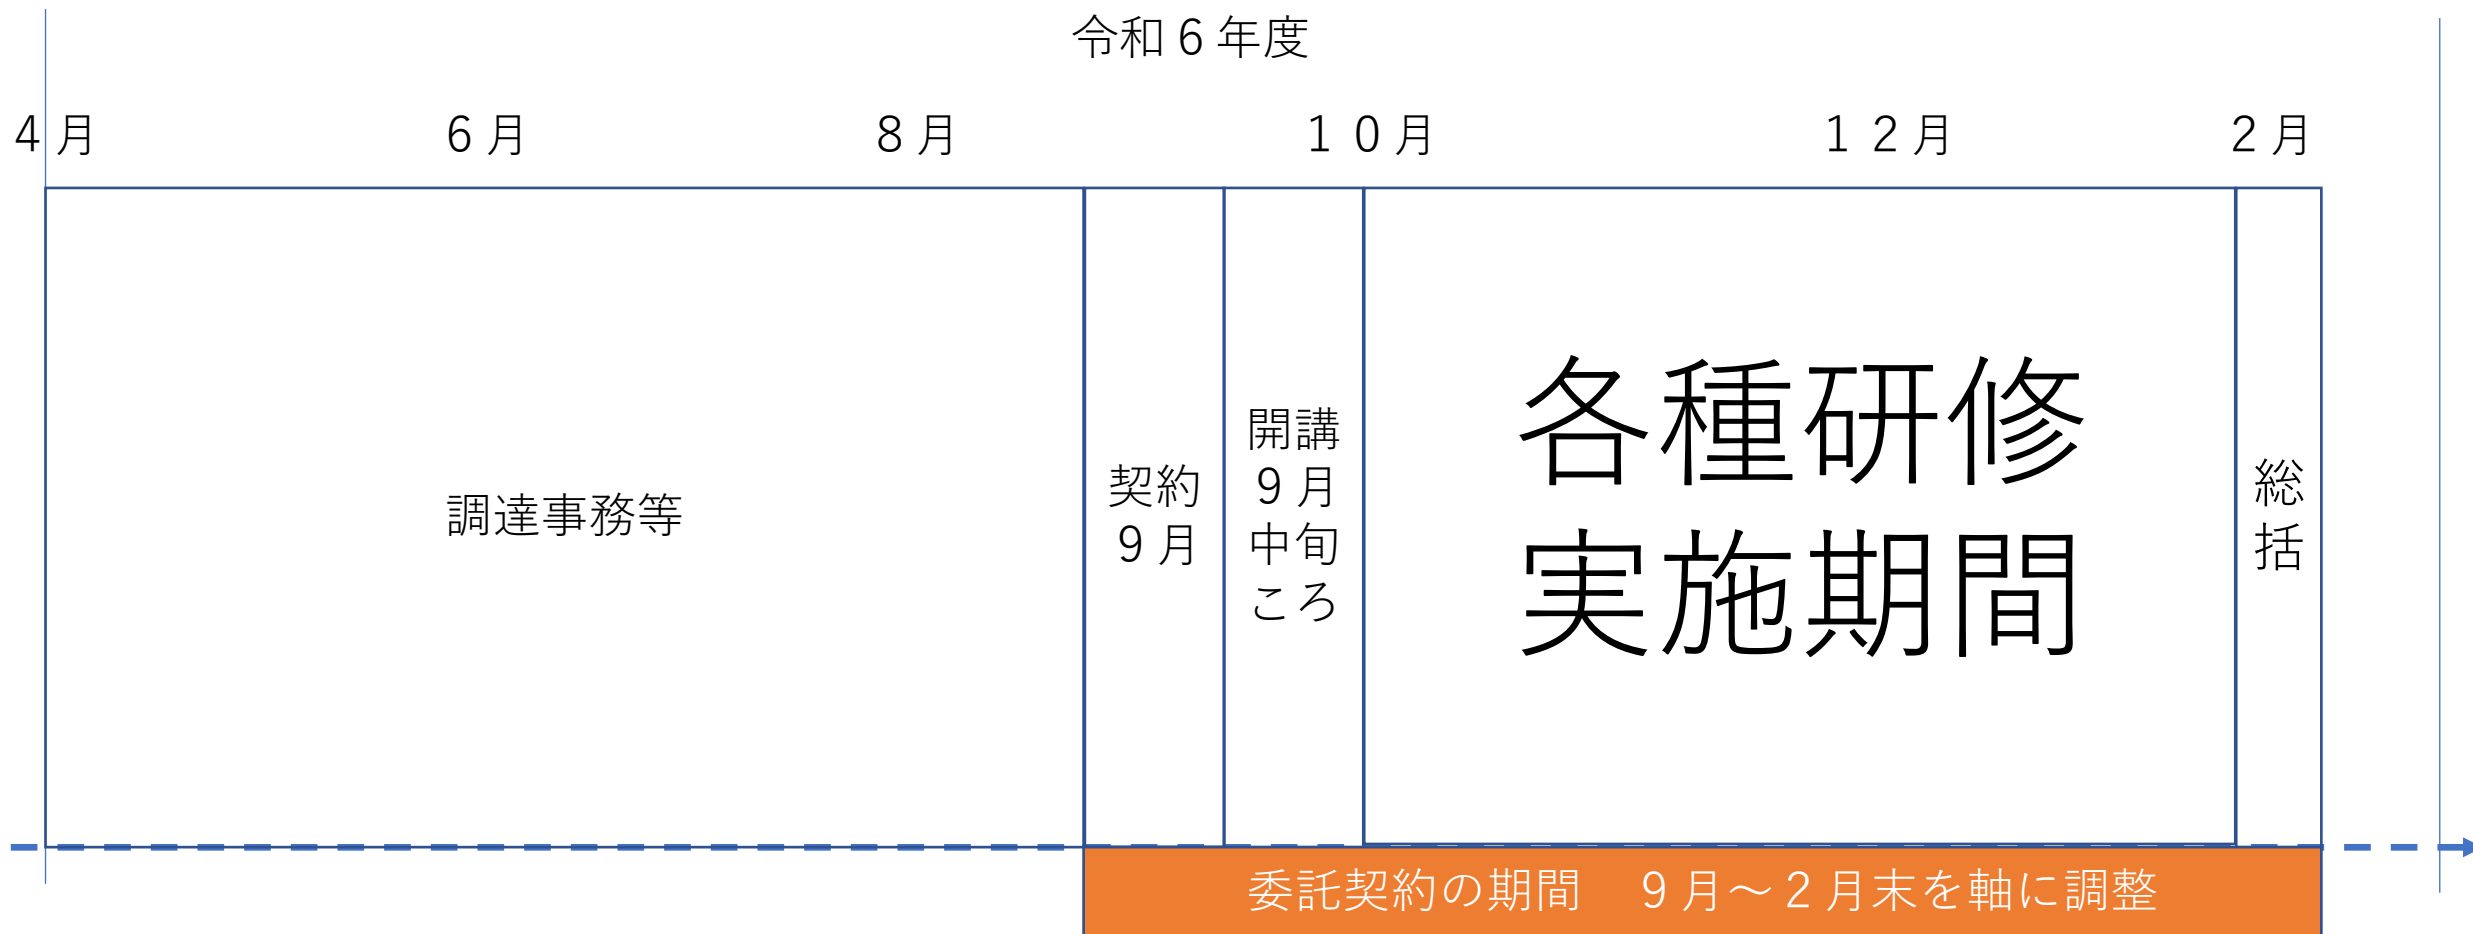 令和６年度
４月 ６月 ８月 １０月 １２月 ２月
調達事務等
契約
９月
開講
９月
中旬
ころ
各種研修
実施期間
総
括
委託契約の期間　９月～２月末を軸に調整